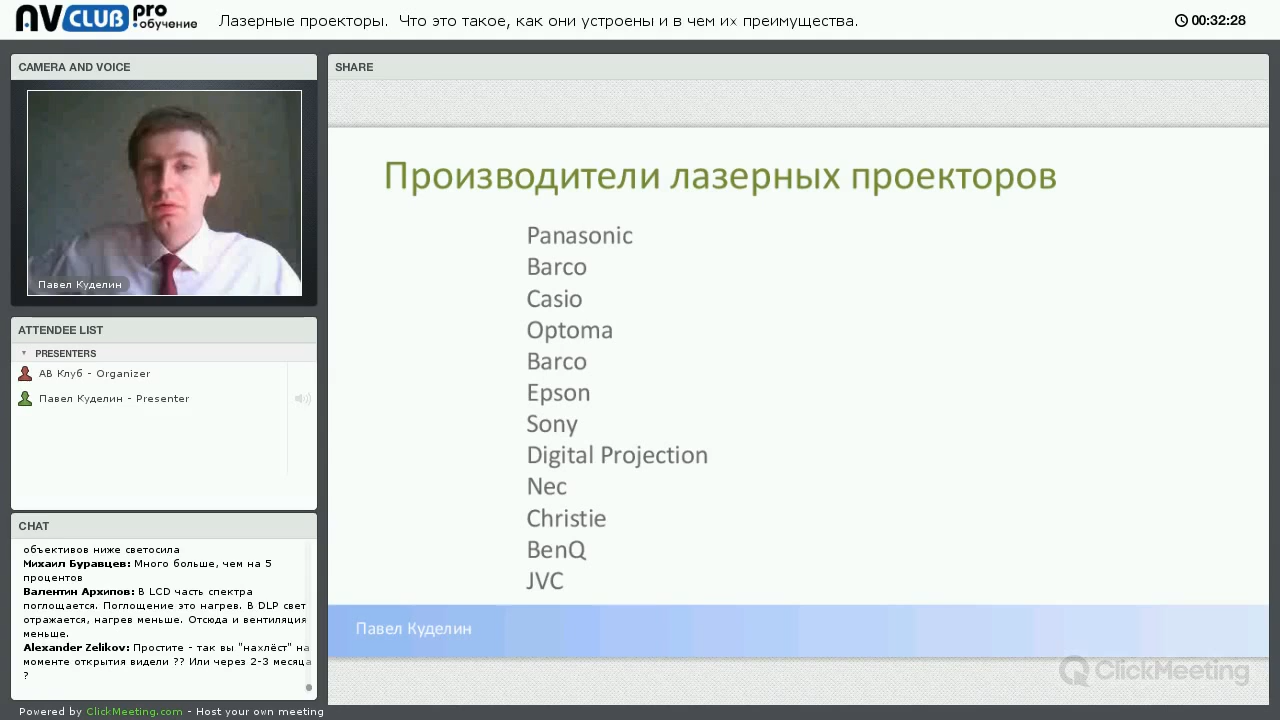 AVCLUB pro .обучение
Лазерные проекторы. Что это такое, как они устроены и в чем их преимущества.
00:32:28
CAMERA AND VOICE
Павел Куделин
ATTENDEE LIST
PRESENTERS
АВ Клуб - Organizer
Павел Куделин - Presenter
CHAT
объективов ниже светосила
Михаил Буравцев: Много больше, чем на 5
процентов
Валентин Архипов: В LCD часть спектра
поглощается. Поглощение это нагрев. В DLP свет
отражается, нагрев меньше. Отсюда и вентиляция
меньше.
Alexander Zelikov: Простите - так вы "нахлёст" на
моменте открытия видели ?? Или через 2-3 месяца
?
SHARE
Производители лазерных проекторов
Panasonic
Barco
Casio
Optoma
Barco
Epson
Sony
Digital Projection
Nec
Christie
BenQ
JVC
Павел Куделин
ClickMeeting
Powered by ClickMeeting.com - Host your own meeting